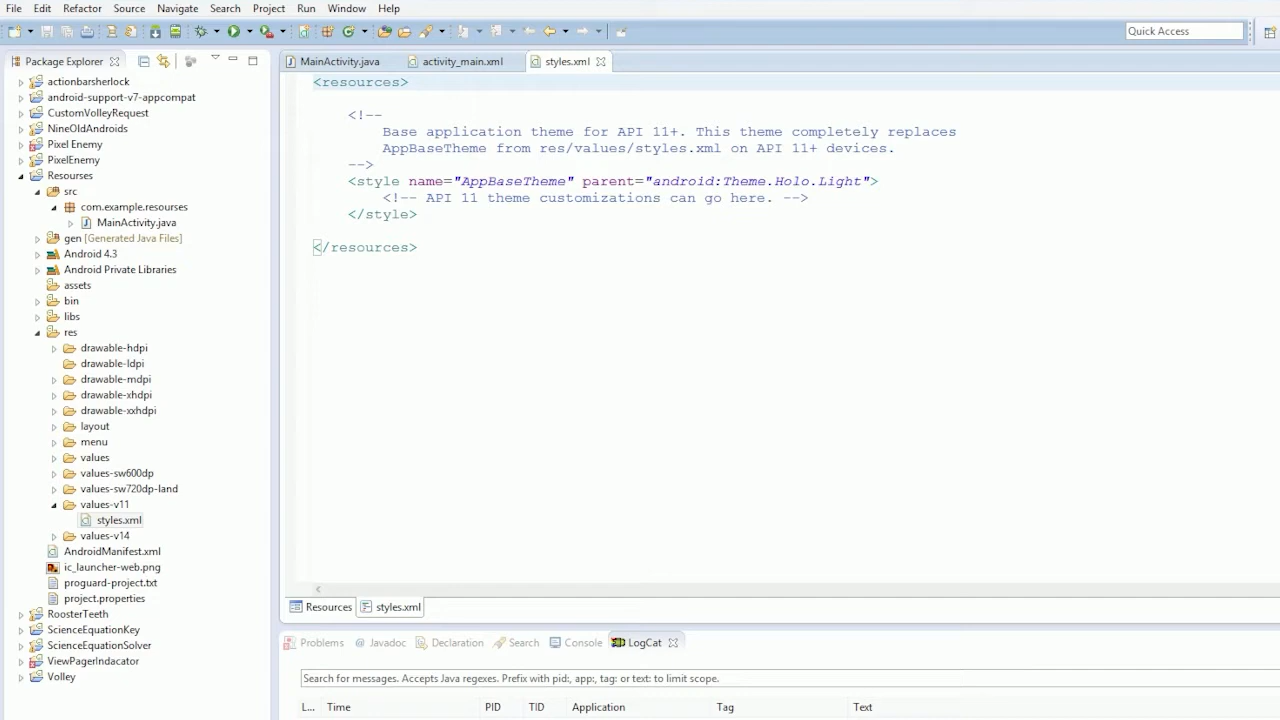 File Edit Refactor Source Navigate Search Project Run Window Help
Quick Access
Package Explorer
MainActivity.java activity_main.xml styles.xml
actionbarsherlock
android-support-v7-appcompat
CustomVolleyRequest
NineOldAndroids
Pixel Enemy
PixelEnemy
Resourses
src
com.example.resourses
MainActivity.java
gen [Generated Java Files]
Android 4.3
Android Private Libraries
assets
bin
libs
res
drawable-hdpi
drawable-ldpi
drawable-mdpi
drawable-xhdpi
drawable-xxhdpi
layout
menu
values
values-sw600dp
values-sw720dp-land
values-v11
styles.xml
values-v14
AndroidManifest.xml
ic_launcher-web.png
proguard-project.txt
project.properties
RoosterTeeth
ScienceEquationKey
ScienceEquationSolver
ViewPagerIndacator
Volley
<resources>
<!--
Base application theme for API 11+. This theme completely replaces
AppBaseTheme from res/values/styles.xml on API 11+ devices.
-->
<style name="AppBaseTheme" parent="android:Theme.Holo.Light">
<!-- API 11 theme customizations can go here. -->
</style>
</resources>
Resources styles.xml
Problems @ Javadoc Declaration Search Console LogCat
Search for messages. Accepts Java regexes. Prefix with pid:, app:, tag: or text: to limit scope.
L... Time PID TID Application Tag Text